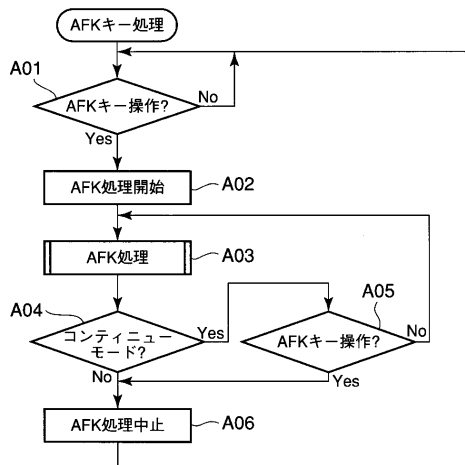 AFKキー処理
A01
AFKキー操作?
No
Yes
AFK処理開始
A02
AFK処理
A03
A04
コンティニュー
モード?
Yes
No
A05
AFKキー操作?
No
Yes
AFK処理中止
A06